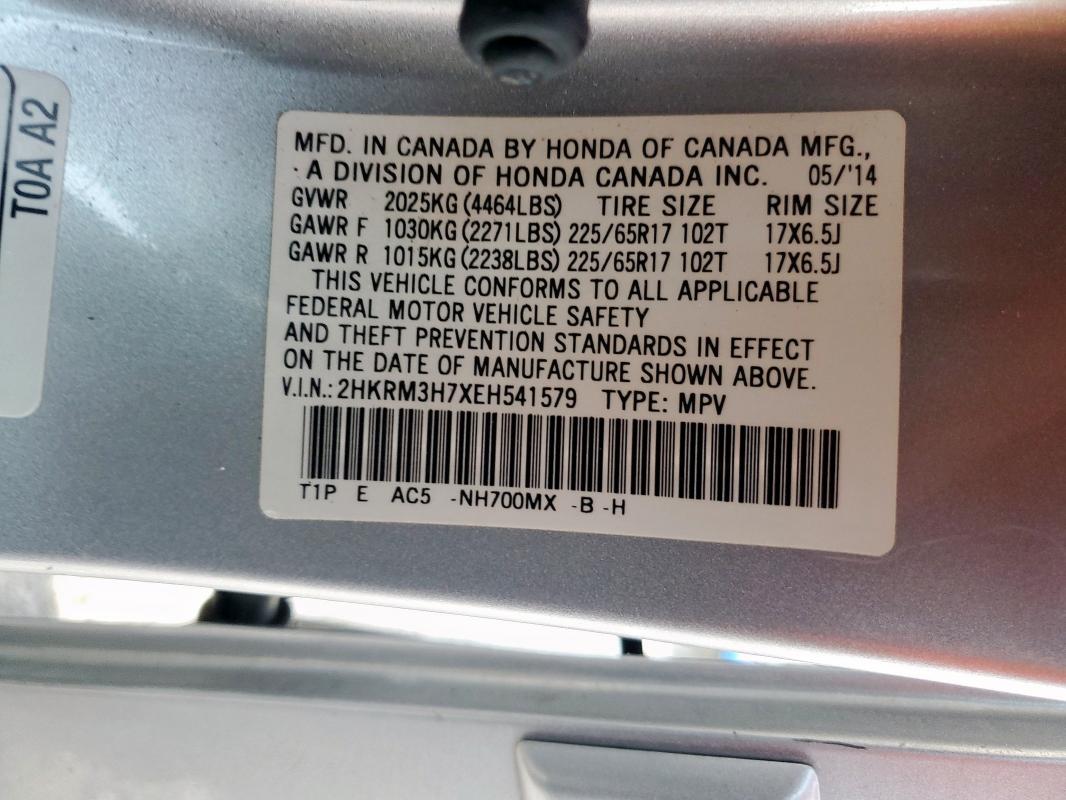 T0A A2
MFD. IN CANADA BY HONDA OF CANADA MFG.,
A DIVISION OF HONDA CANADA INC. 05/'14
GVWR 2025KG (4464LBS) TIRE SIZE RIM SIZE
GAWR F 1030KG (2271LBS) 225/65R17 102T 17X6.5J
GAWR R 1015KG (2238LBS) 225/65R17 102T 17X6.5J
THIS VEHICLE CONFORMS TO ALL APPLICABLE
FEDERAL MOTOR VEHICLE SAFETY
AND THEFT PREVENTION STANDARDS IN EFFECT
ON THE DATE OF MANUFACTURE SHOWN ABOVE.
V.I.N.: 2HKRM3H7XEH541579 TYPE: MPV
T1P E AC5 -NH700MX -B -H